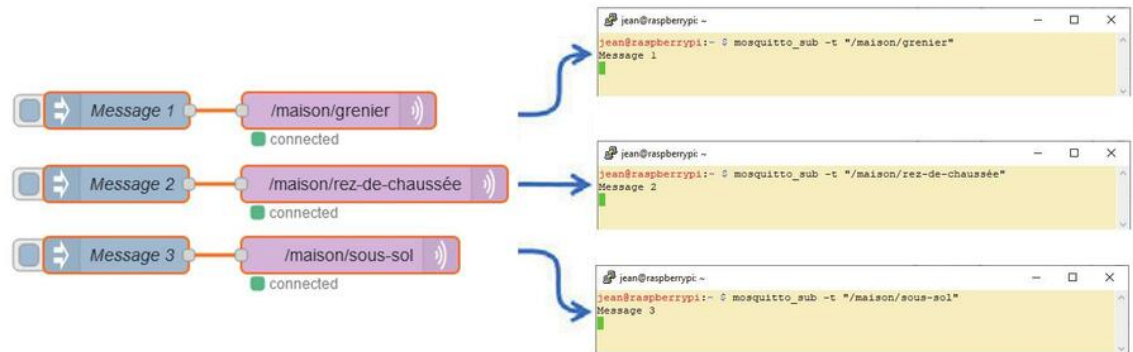 jean@raspberrypi: ~
jean@raspberrypi:~ $ mosquitto_sub -t "/maison/grenier"
Message 1
Message 1
/maison/grenier
connected
jean@raspberrypi: ~
jean@raspberrypi:~ $ mosquitto_sub -t "/maison/rez-de-chaussée"
Message 2
Message 2
/maison/rez-de-chaussée
connected
Message 3
/maison/sous-sol
connected
jean@raspberrypi: ~
jean@raspberrypi:~ $ mosquitto_sub -t "/maison/sous-sol"
Message 3